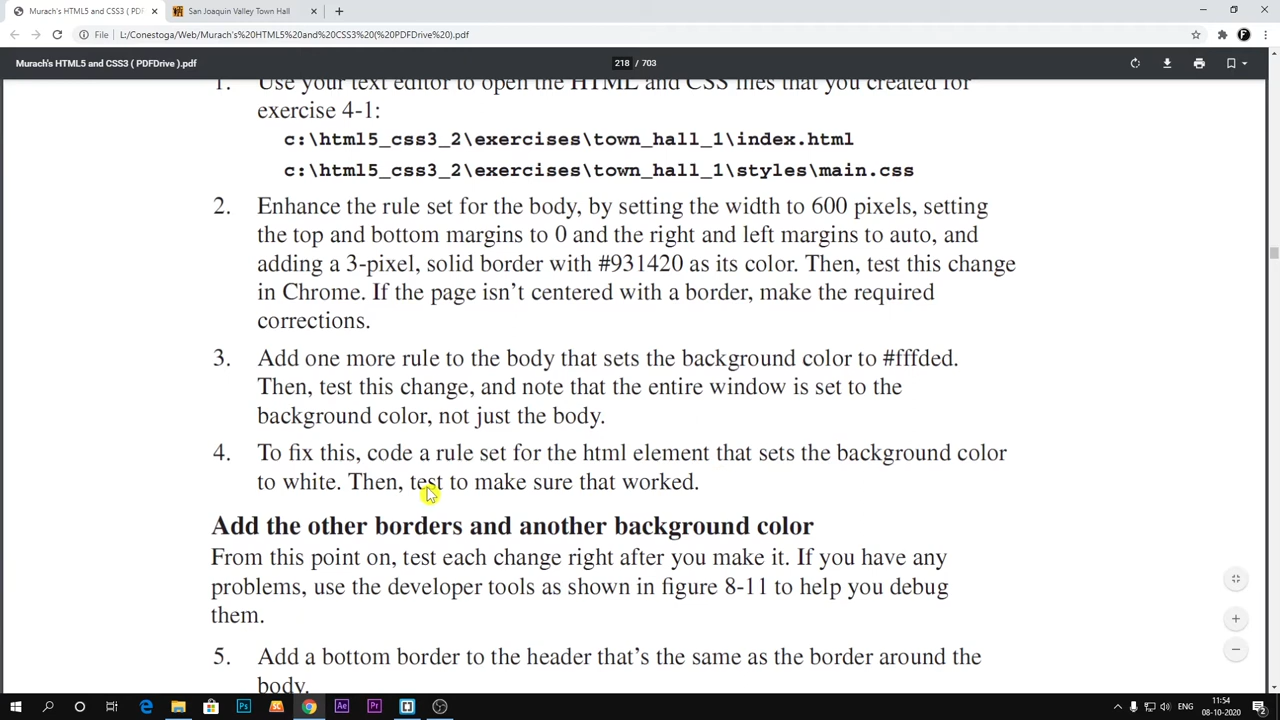 Murach's HTML5 and CSS3 ( PDF
San Joaquin Valley Town Hall
File
L:/Conestoga/Web/Murach's%20HTML5%20and%20CSS3%20(%20PDFDrive%20).pdf
Murach's HTML5 and CSS3 ( PDFDrive ).pdf
218 / 703
1. Use your text editor to open the HTML and CSS files that you created for
exercise 4-1:
c:\html5_css3_2\exercises\town_hall_1\index.html
c:\html5_css3_2\exercises\town_hall_1\styles\main.css
2. Enhance the rule set for the body, by setting the width to 600 pixels, setting
the top and bottom margins to 0 and the right and left margins to auto, and
adding a 3-pixel, solid border with #931420 as its color. Then, test this change
in Chrome. If the page isn't centered with a border, make the required
corrections.
3. Add one more rule to the body that sets the background color to #fffded.
Then, test this change, and note that the entire window is set to the
background color, not just the body.
4. To fix this, code a rule set for the html element that sets the background color
to white. Then, test to make sure that worked.
Add the other borders and another background color
From this point on, test each change right after you make it. If you have any
problems, use the developer tools as shown in figure 8-11 to help you debug
them.
5. Add a bottom border to the header that's the same as the border around the
body.
Ps
Ae
Pr
ENG
11:54
08-10-2020
2